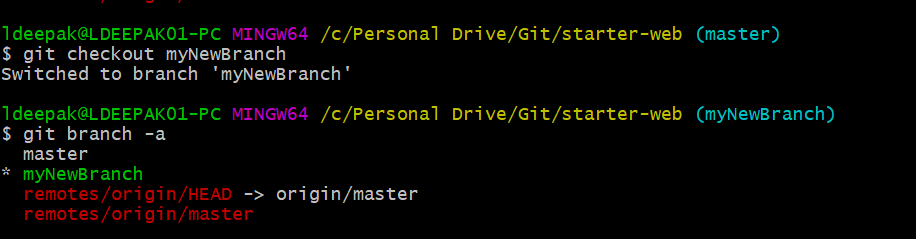 ldeepak@LDEEPAK01-PC MINGW64 /c/Personal Drive/Git/starter-web (master)
$ git checkout myNewBranch
Switched to branch 'myNewBranch'
ldeepak@LDEEPAK01-PC MINGW64 /c/Personal Drive/Git/starter-web (myNewBranch)
$ git branch -a
  master
* myNewBranch
  remotes/origin/HEAD -> origin/master
  remotes/origin/master